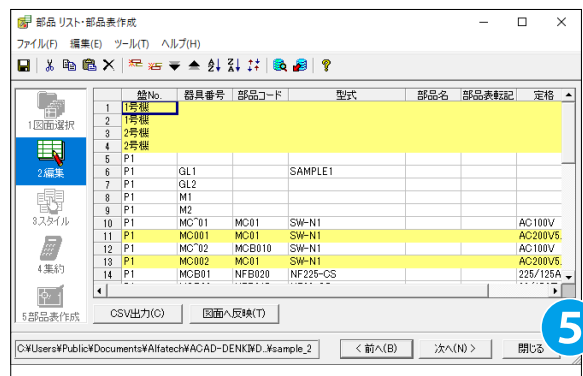 部品 リスト・部品表作成
ファイル(F) 編集(E) ツール(T) ヘルプ(H)
盤No. 器具番号 部品コード 型式 部品名 部品表転記 定格
1 1号機
2 1号機
3 2号機
4 2号機
5 P1
6 P1 GL1 SAMPLE1
7 P1 GL2
8 P1 M1
9 P1 M2
10 P1 MC^01 MC01 SW-N1 AC100V
11 P1 MC001 MC01 SW-N1 AC200V5.
12 P1 MC^02 MCB010 SW-N1 AC100V
13 P1 MC002 MC01 SW-N1 AC200V5.
14 P1 MCB01 NFB020 NF225-CS 225/125A
1.図面選択
2.編集
3.スタイル
4.集約
5.部品表作成
CSV出力(C) 図面へ反映(T)
5
C:¥Users¥Public¥Documents¥Alfatech¥ACAD-DENKI¥D..¥sample_2 < 前へ(B) 次へ(N) > 閉じる